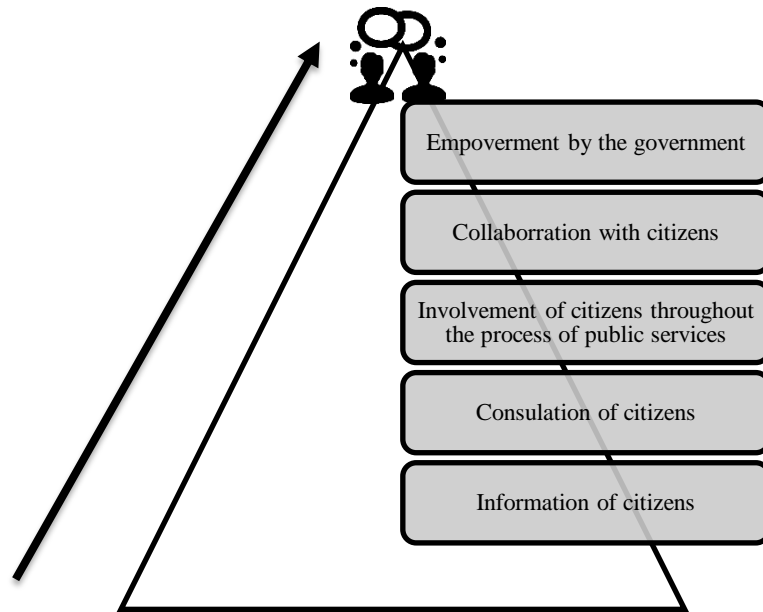 Empoverment by the government
Collaborration with citizens
Involvement of citizens throughout
the process of public services
Consulation of citizens
Information of citizens